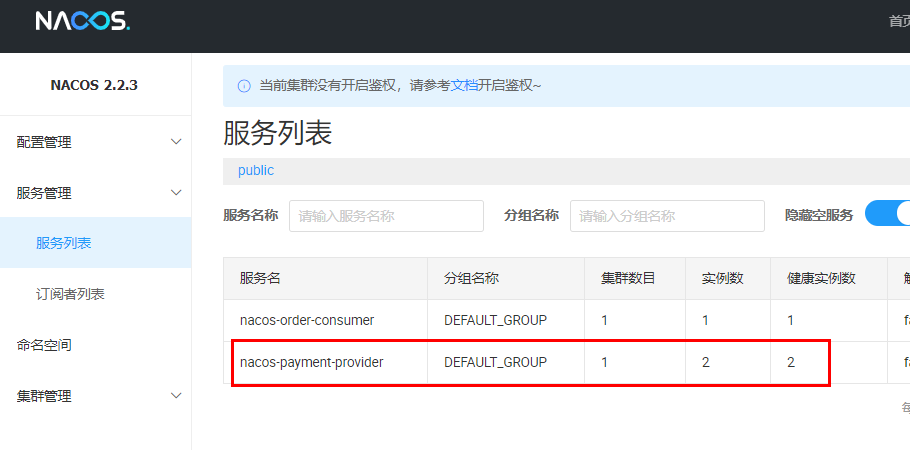 NACOS.
首页
NACOS 2.2.3
当前集群没有开启鉴权，请参考文档开启鉴权~
配置管理
服务列表
public
服务管理
服务名称 请输入服务名称 分组名称 请输入分组名称 隐藏空服务
服务列表
服务名 分组名称 集群数目 实例数 健康实例数
订阅者列表
nacos-order-consumer DEFAULT_GROUP 1 1 1
命名空间
nacos-payment-provider DEFAULT_GROUP 1 2 2
集群管理